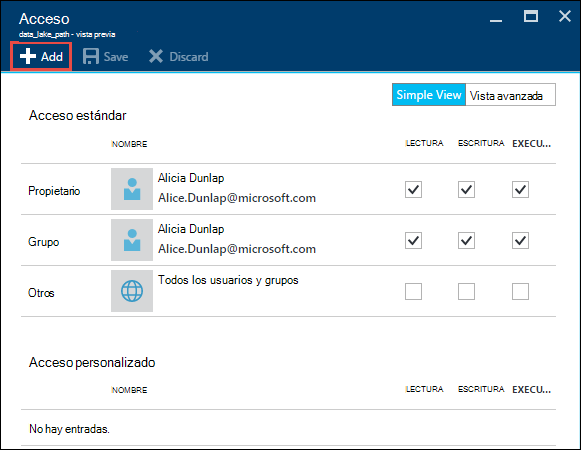 Acceso
data_lake_path - vista previa
Add Save Discard
Simple View Vista avanzada
Acceso estándar
NOMBRE LECTURA ESCRITURA EXECU...
Propietario Alicia Dunlap
Alice.Dunlap@microsoft.com
Grupo Alicia Dunlap
Alice.Dunlap@microsoft.com
Otros Todos los usuarios y grupos
Acceso personalizado
NOMBRE LECTURA ESCRITURA EXECU...
No hay entradas.